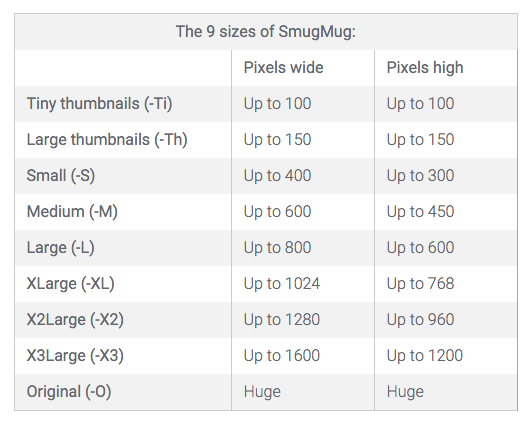 The 9 sizes of SmugMug:
Pixels wide Pixels high
Tiny thumbnails (-Ti) Up to 100 Up to 100
Large thumbnails (-Th) Up to 150 Up to 150
Small (-S) Up to 400 Up to 300
Medium (-M) Up to 600 Up to 450
Large (-L) Up to 800 Up to 600
XLarge (-XL) Up to 1024 Up to 768
X2Large (-X2) Up to 1280 Up to 960
X3Large (-X3) Up to 1600 Up to 1200
Original (-O) Huge Huge